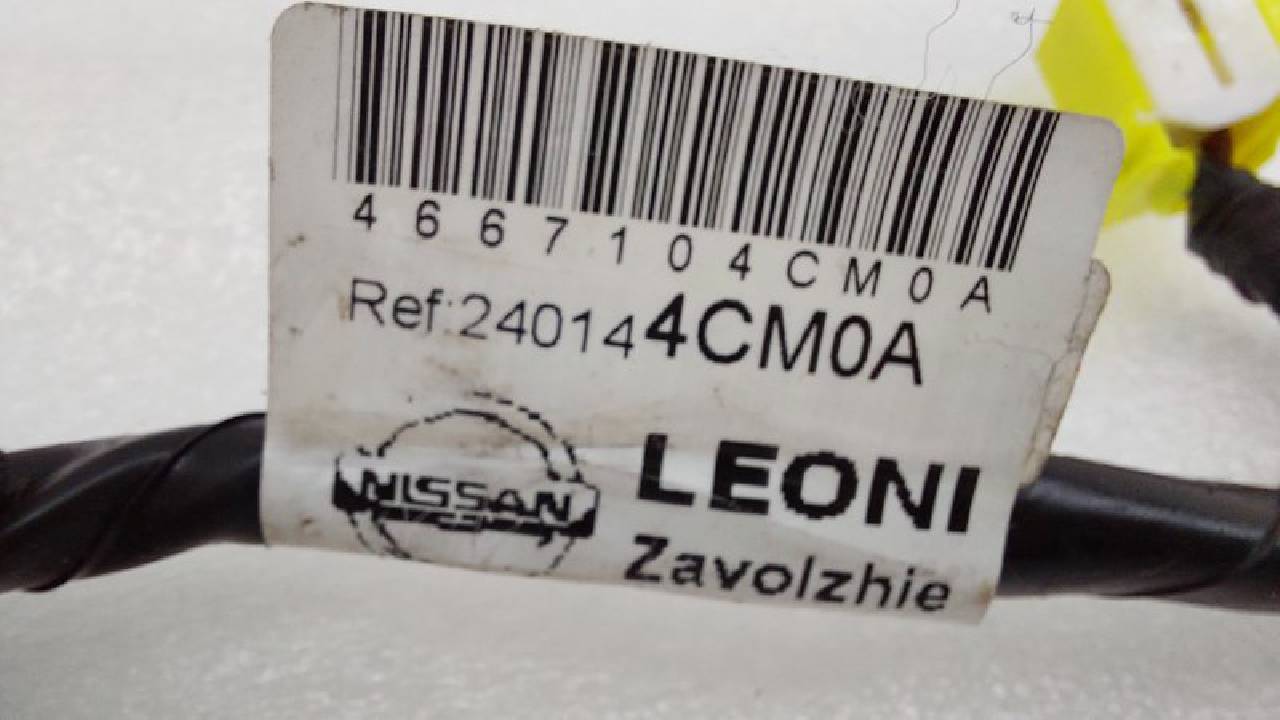 4667104CM0A
Ref:240144CM0A
NISSAN
LEONI
Zavolzhie